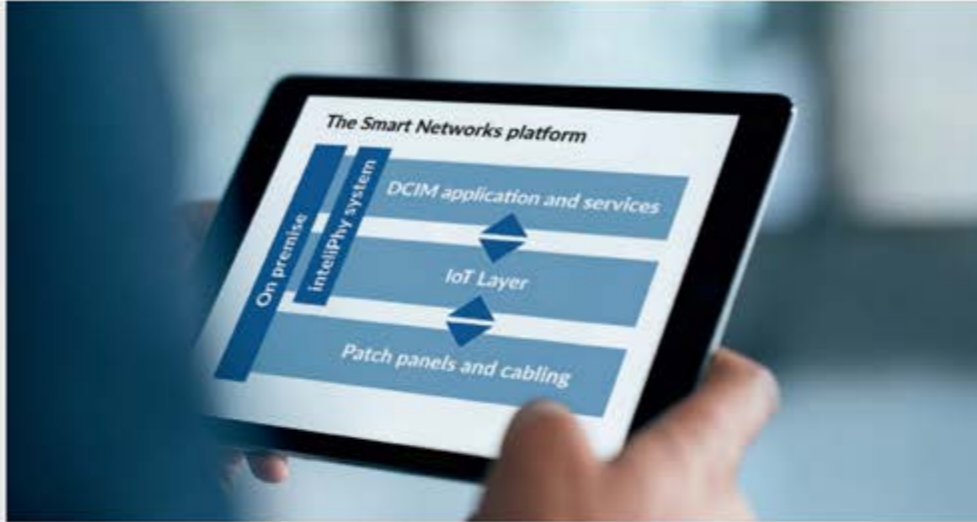 The Smart Networks platform
On premise
inteliPhy system
DCIM application and services
IoT Layer
Patch panels and cabling